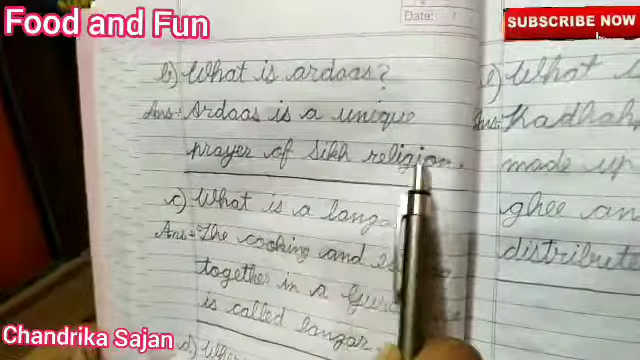 Food and Fun
SUBSCRIBE NOW
Date:
b) What is ardaas?
Ans:- Ardaas is a unique
prayer of Sikh religion.
c) What is a langa
Ans:- The cooking and
together in a Gur
is called langar.
d)
e) What
Ans:- Kadhah
made up
ghee an
distribute
Chandrika Sajan